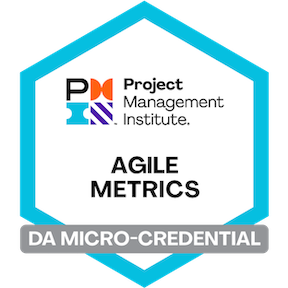 Project
Management
Institute.
AGILE
METRICS
DA MICRO-CREDENTIAL